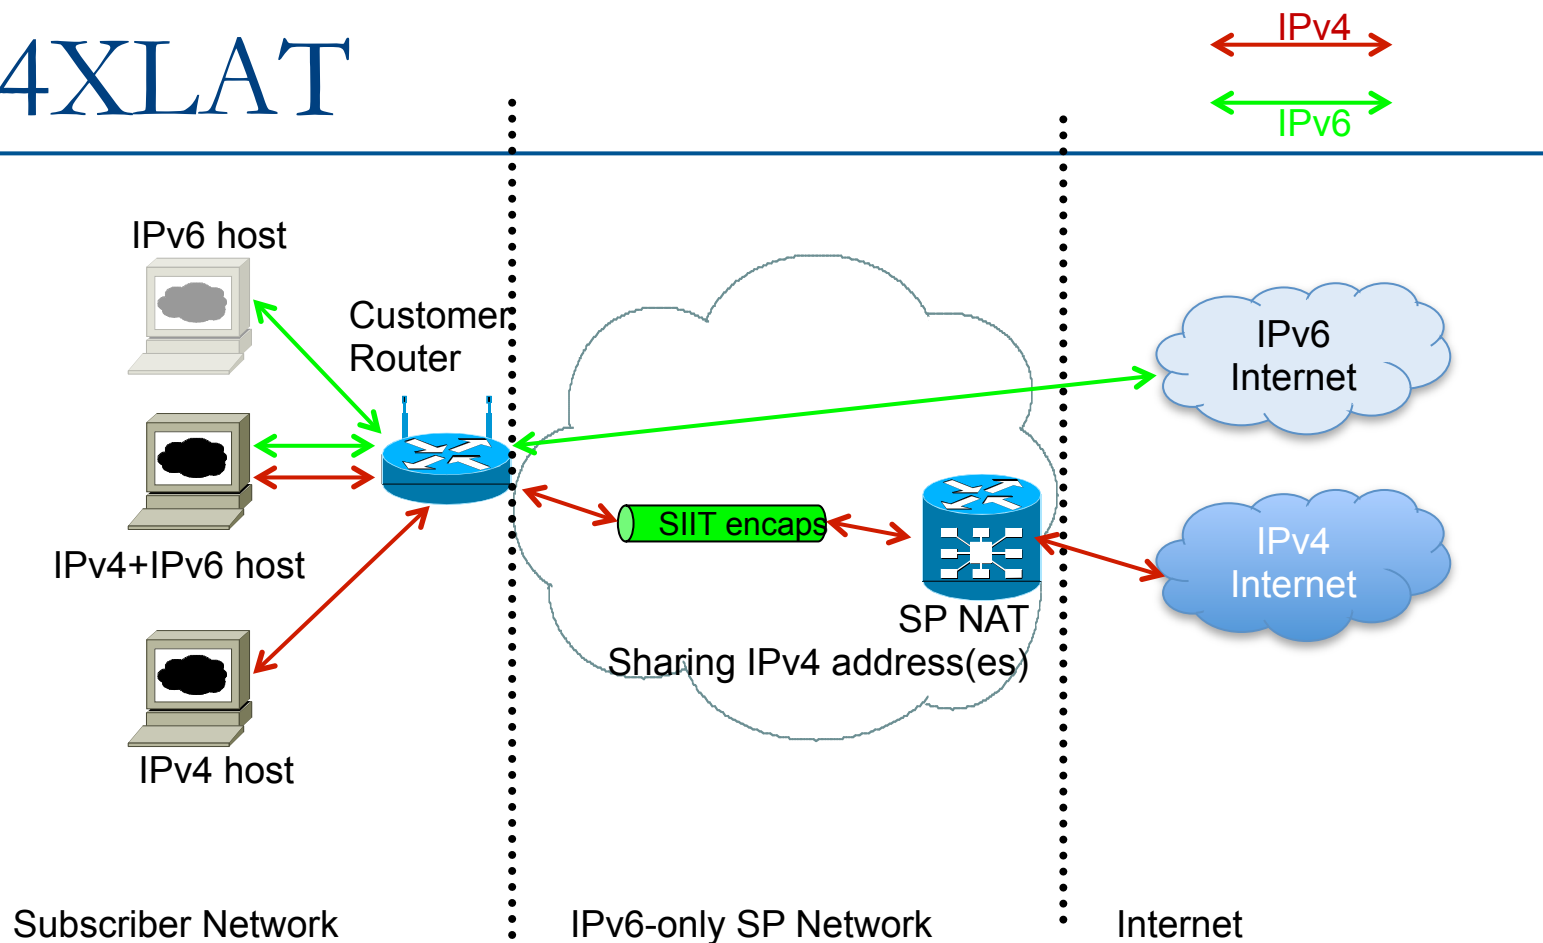 4XLAT
IPv4
IPv6
IPv6 host
Customer
Router
IPv4+IPv6 host
IPv4 host
SIIT encaps
SP NAT
Sharing IPv4 address(es)
IPv6
Internet
IPv4
Internet
Subscriber Network
IPv6-only SP Network
Internet